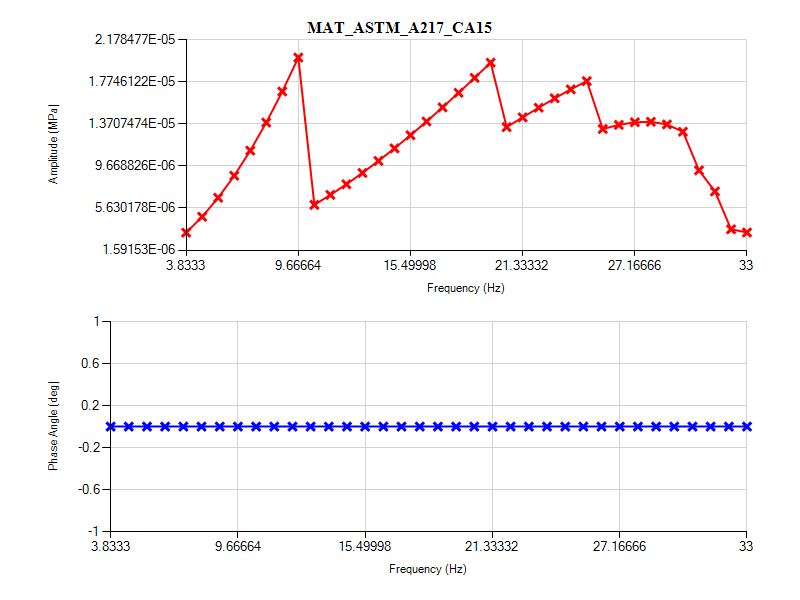 MAT_ASTM_A217_CA15
2.178477E-05
1.7746122E-05
1.3707474E-05
9.668826E-06
5.630178E-06
1.59153E-06
Amplitude [MPa]
3.8333 9.66664 15.49998 21.33332 27.16666 33
Frequency (Hz)
1
0.6
0.2
-0.2
-0.6
-1
Phase Angle [deg]
3.8333 9.66664 15.49998 21.33332 27.16666 33
Frequency (Hz)